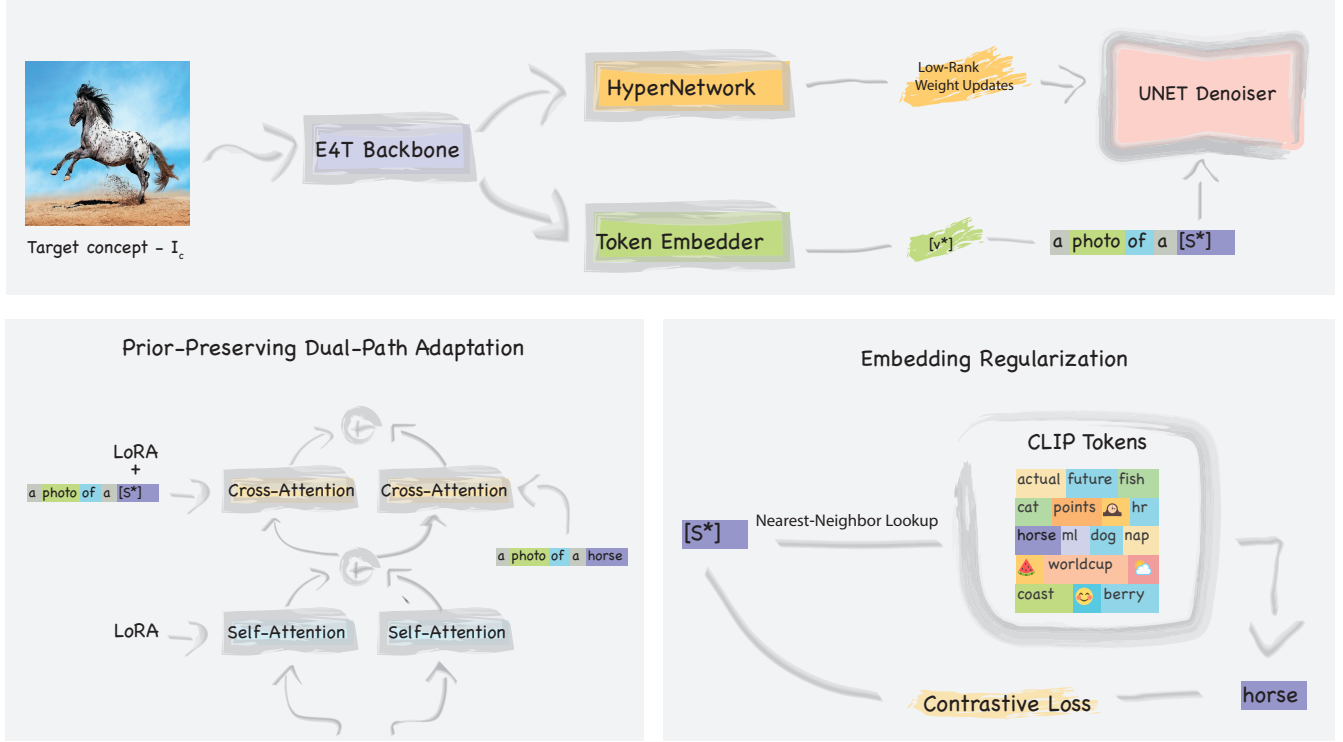 HyperNetwork
Low-Rank
Weight Updates
UNET Denoiser
E4T Backbone
Target concept - Ic
Token Embedder
[v*]
a photo of a [S*]
Prior-Preserving Dual-Path Adaptation
LoRA
+
a photo of a [S*]
Cross-Attention
Cross-Attention
a photo of a horse
LoRA
Self-Attention
Self-Attention
Embedding Regularization
CLIP Tokens
actual future fish
cat points hr
horse ml dog nap
worldcup
coast berry
[S*]
Nearest-Neighbor Lookup
Contrastive Loss
horse